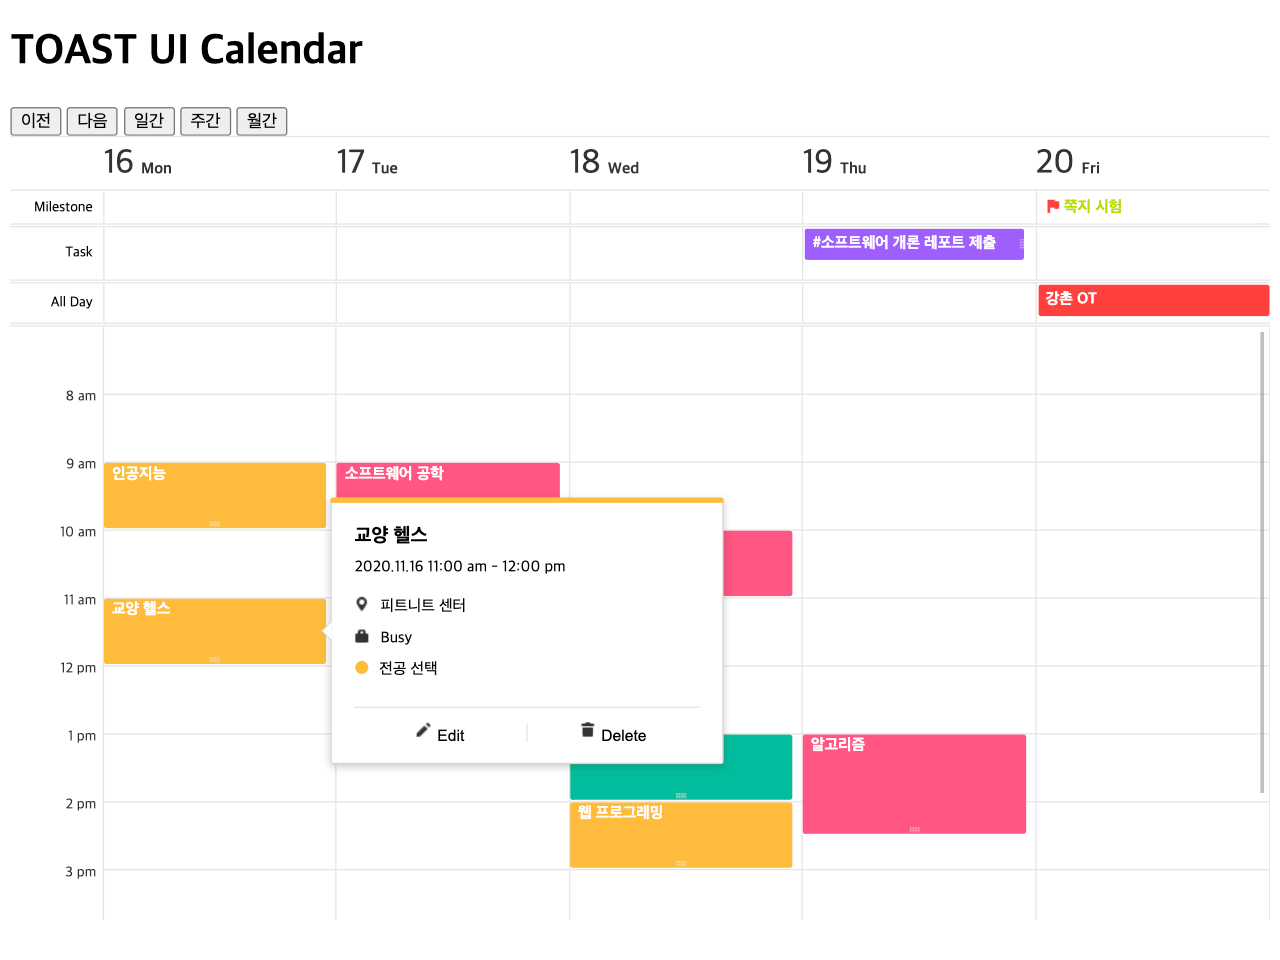 TOAST UI Calendar
이전 다음 일간 주간 월간
16 Mon 17 Tue 18 Wed 19 Thu 20 Fri
Milestone 쪽지 시험
Task #소프트웨어 개론 레포트 제출
All Day 강촌 OT
8 am
9 am
인공지능 소프트웨어 공학
10 am
교양 헬스
2020.11.16 11:00 am - 12:00 pm
11 am
교양 헬스
피트니트 센터
Busy
12 pm
전공 선택
Edit Delete
1 pm
알고리즘
2 pm
웹 프로그래밍
3 pm